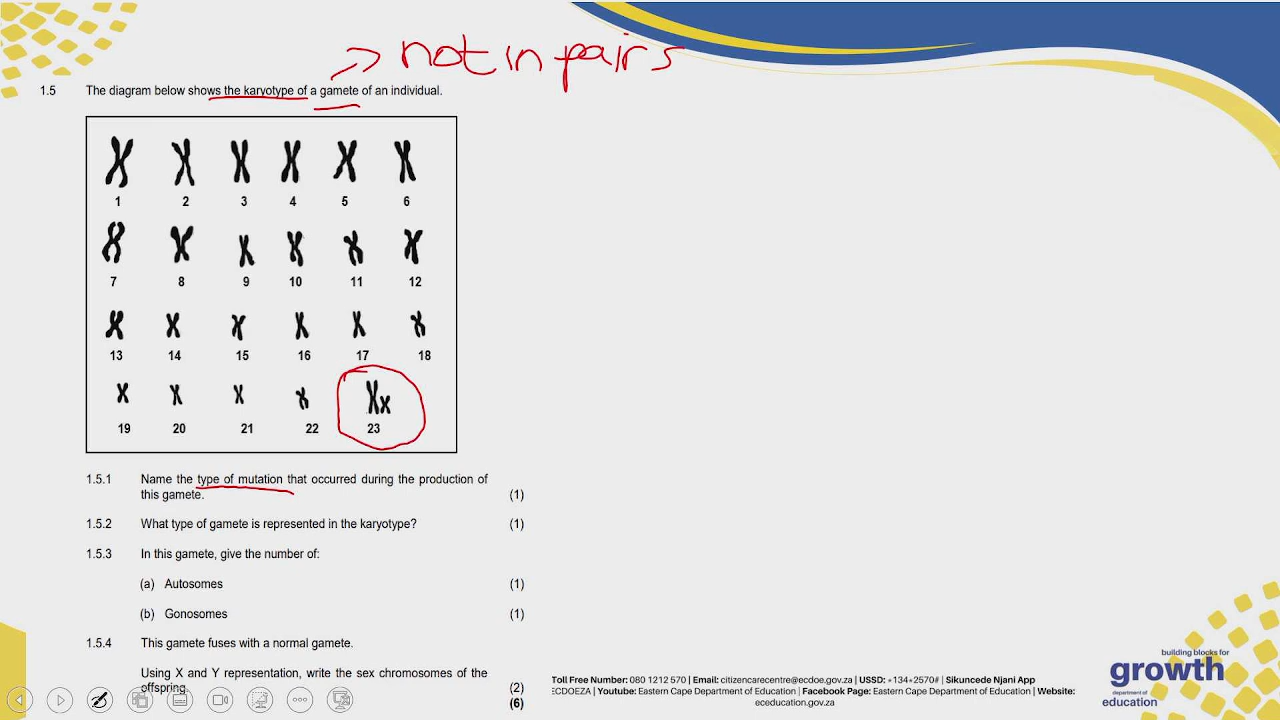 not in pairs
1.5 The diagram below shows the karyotype of a gamete of an individual.
1 2 3 4 5 6
7 8 9 10 11 12
13 14 15 16 17 18
19 20 21 22 23
1.5.1 Name the type of mutation that occurred during the production of
this gamete. (1)
1.5.2 What type of gamete is represented in the karyotype? (1)
1.5.3 In this gamete, give the number of:
(a) Autosomes (1)
(b) Gonosomes (1)
1.5.4 This gamete fuses with a normal gamete.
Using X and Y representation, write the sex chromosomes of the
offspring. (2)
(6)
Toll Free Number: 080 1212 570 | Email: citizencarecentre@ecdoe.gov.za | USSD: *134*2570# | Sikuncede Njani App
ECDOEZA | Youtube: Eastern Cape Department of Education | Facebook Page: Eastern Cape Department of Education | Website:
eceducation.gov.za
building blocks for
growth
department of
education